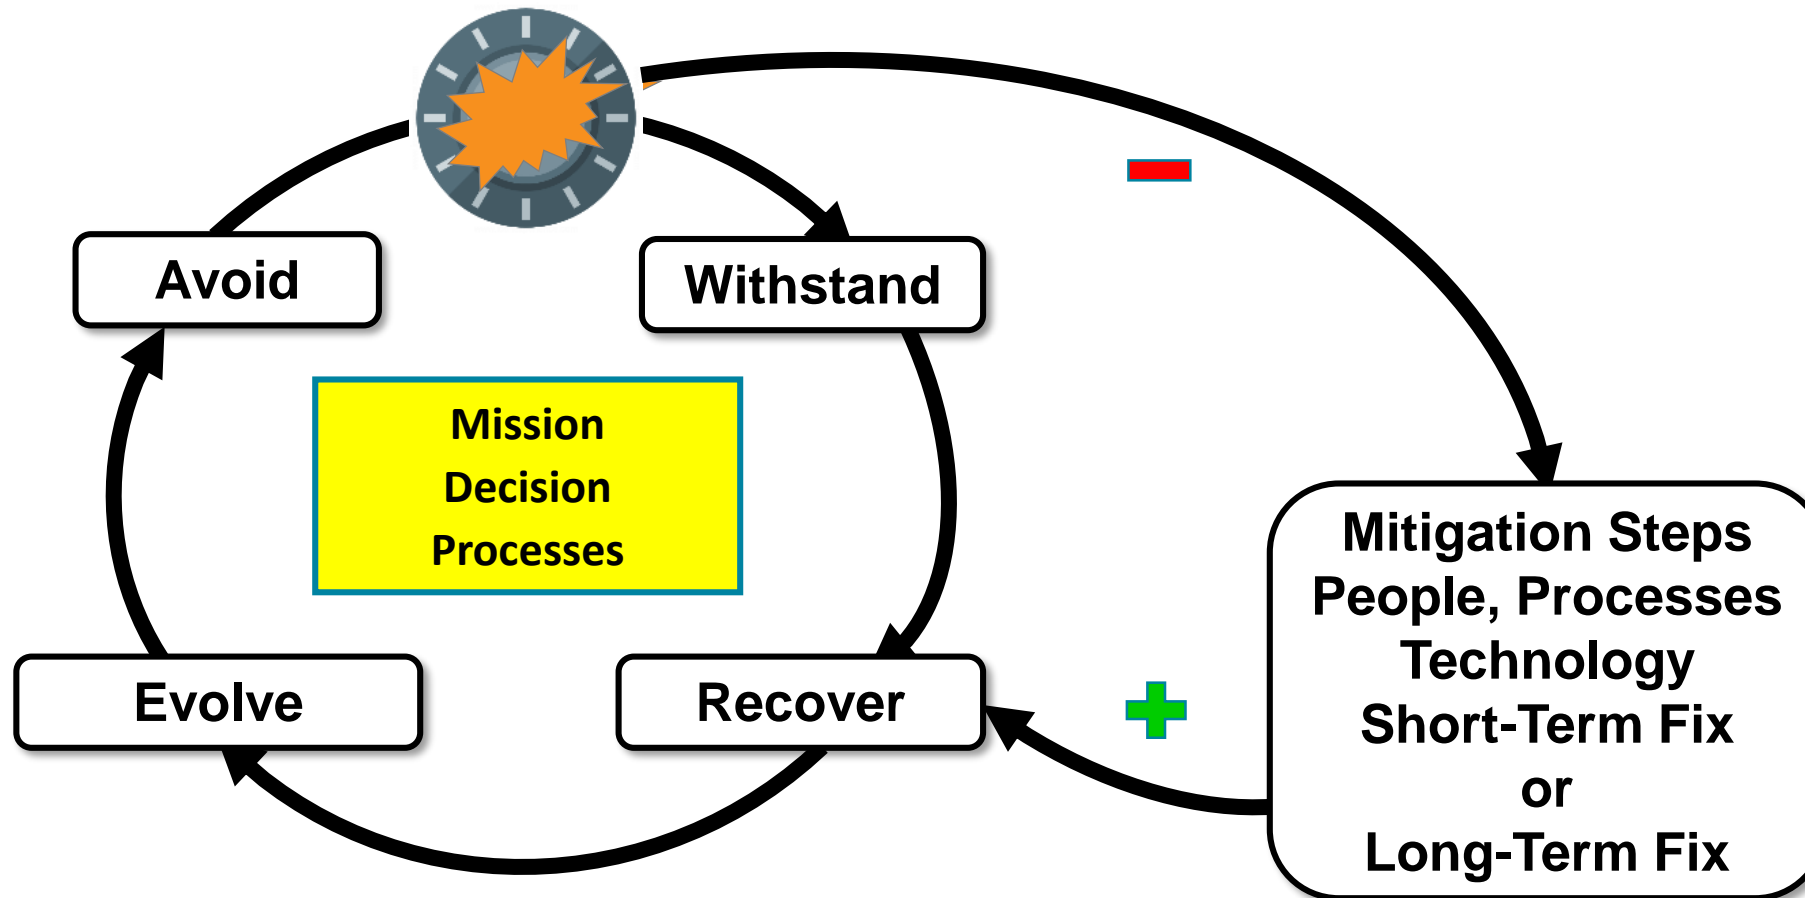 Avoid
Withstand
Mission
Decision
Processes
Evolve
Recover
Mitigation Steps
People, Processes
Technology
Short-Term Fix
or
Long-Term Fix